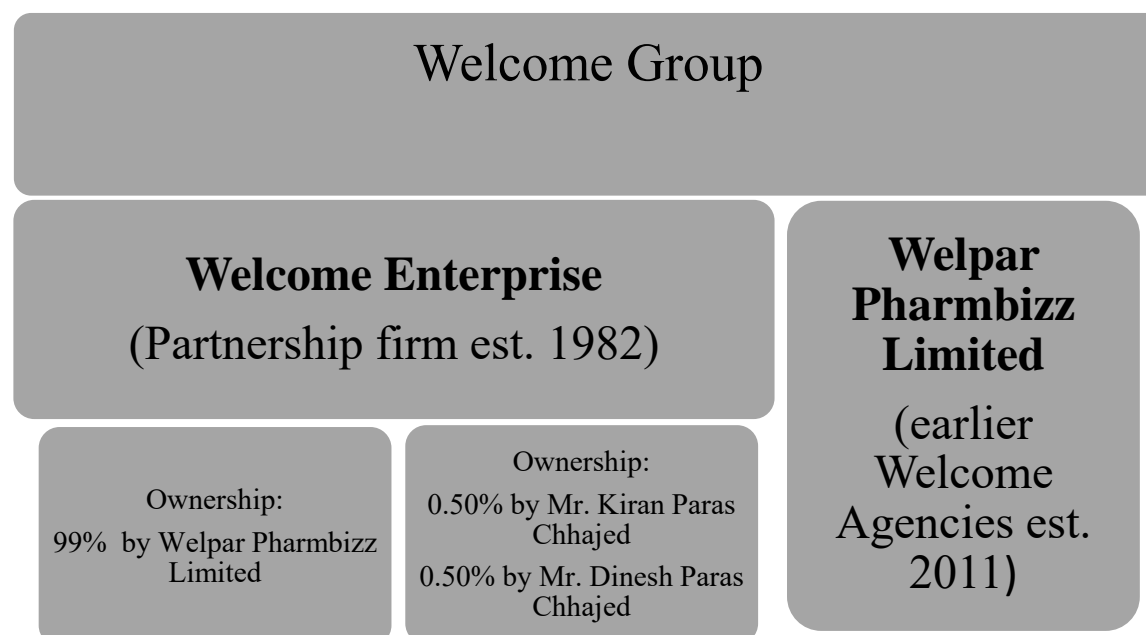 Welcome Group
Welcome Enterprise
(Partnership firm est. 1982)
Ownership:
99% by Welpar Pharmbizz
Limited
Ownership:
0.50% by Mr. Kiran Paras
Chhajed
0.50% by Mr. Dinesh Paras
Chhajed
Welpar
Pharmbizz
Limited
(earlier
Welcome
Agencies est.
2011)